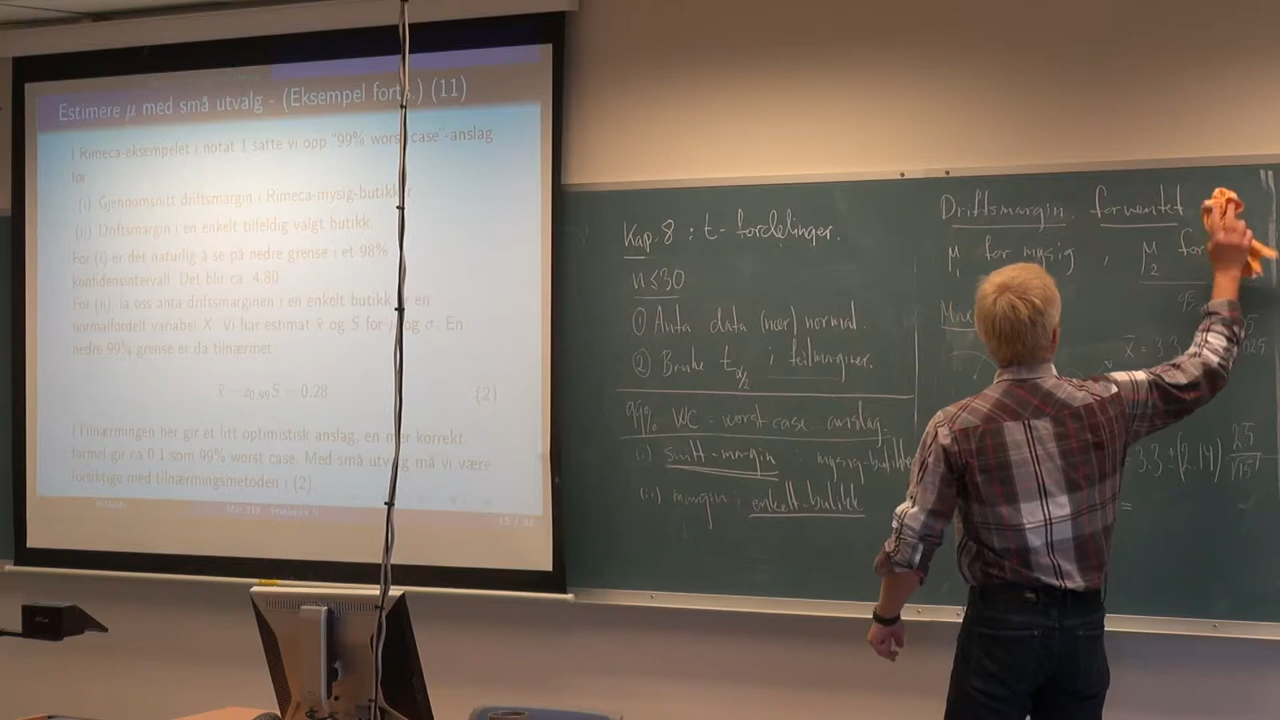 Estimere μ med små utvalg - (Eksempel forts.) (11)
I Rimeca-eksempelet i notat 1 satte vi opp "99% worst case"-anslag
for
(i) Gjennomsnitt driftsmargin i Rimeca-mysig-butikker
(ii) Driftsmargin i en enkelt tilfeldig valgt butikk.
For (i) er det naturlig å se på nedre grense i et 98%
konfidensintervall. Det blir ca. 4.80
For (ii), la oss anta driftsmarginen i en enkelt butikk er en
normalfordelt variabel X. Vi har estimat x̄ og S for μ og σ. En
nedre 99% grense er da tilnærmet
x̄ − z₀.₉₉S = 0.28 (2)
(Tilnærmingen her gir et litt optimistisk anslag, en mer korrekt
formel gir ca 0.1 som 99% worst case. Med små utvalg må vi være
forsiktige med tilnærmingsmetoden i (2).
Statistikk II
Kap. 8 : t- fordelinger.
n ≤ 30
① Anta data (nær) normal.
② Bruke t_α/2 i feilmarginer.
99% WC = worst case anslag.
(i) snitt-margin : mysig-butikker
(ii) margin i enkelt-butikk
Driftsmargin. forventet
μ₁ for mysig , μ₂ for
95
x̄ = 3.3
025
= 3.3 ± (2.14) 2.5/√15
=